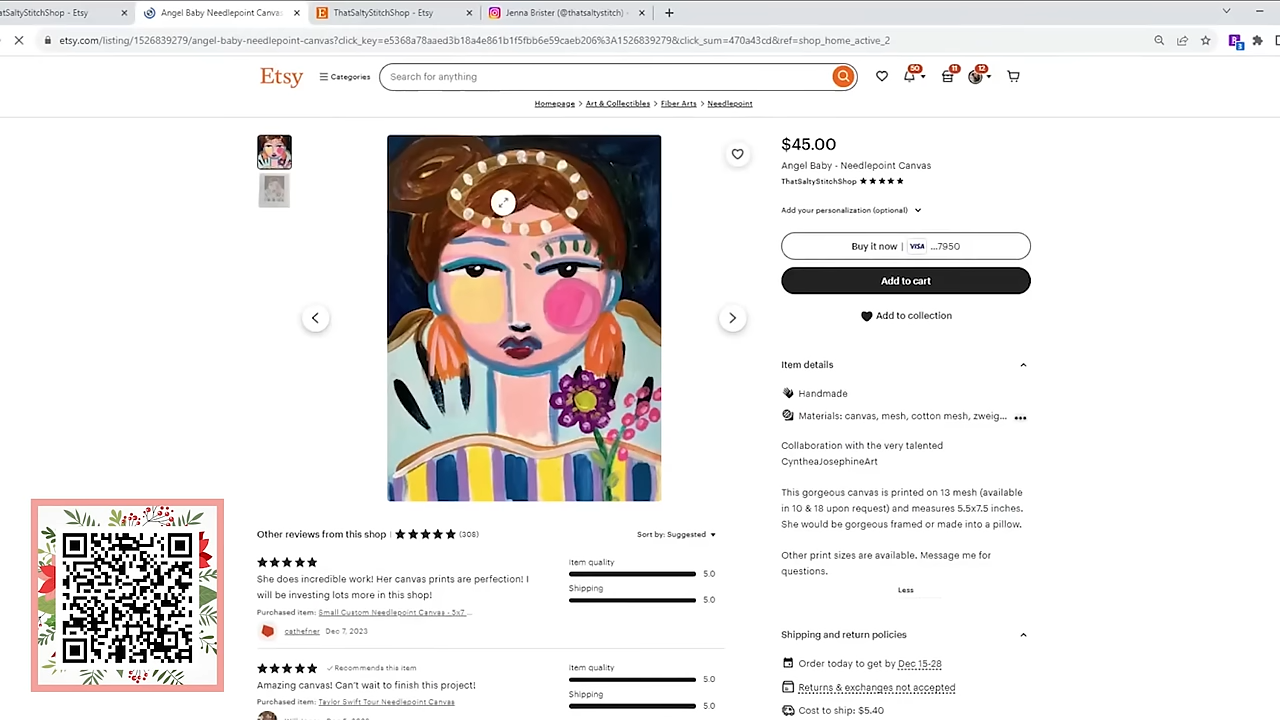 atSaltyStitchShop - Etsy
Angel Baby Needlepoint Canvas
ThatSaltyStitchShop - Etsy
Jenna Brister (@thatsaltystitch)
etsy.com/listing/1526839279/angel-baby-needlepoint-canvas?click_key=e5368a78aaed3b18a4e861b1f5fbb6e59caeb206%3A1526839279&click_sum=470a43cd&ref=shop_home_active_2
3
Etsy
Categories
Search for anything
50
11
12
Homepage > Art & Collectibles > Fiber Arts > Needlepoint
$45.00
Angel Baby - Needlepoint Canvas
ThatSaltyStitchShop
Add your personalization (optional)
Buy it now | VISA ...7950
Add to cart
Add to collection
Item details
Handmade
Materials: canvas, mesh, cotton mesh, zweig...
Collaboration with the very talented
CyntheaJosephineArt
This gorgeous canvas is printed on 13 mesh (available
in 10 & 18 upon request) and measures 5.5x7.5 inches.
She would be gorgeous framed or made into a pillow.
Other print sizes are available. Message me for
questions.
Less
Shipping and return policies
Order today to get by Dec 15-28
Returns & exchanges not accepted
Cost to ship: $5.40
Other reviews from this shop | (308)
Sort by: Suggested
She does incredible work! Her canvas prints are perfection! I
will be investing lots more in this shop!
Purchased item: Small Custom Needlepoint Canvas - 5x7 ...
cathefner Dec 7, 2023
Item quality 5.0
Shipping 5.0
Recommends this item
Amazing canvas! Can't wait to finish this project!
Purchased item: Taylor Swift Tour Needlepoint Canvas
Item quality 5.0
Shipping 5.0